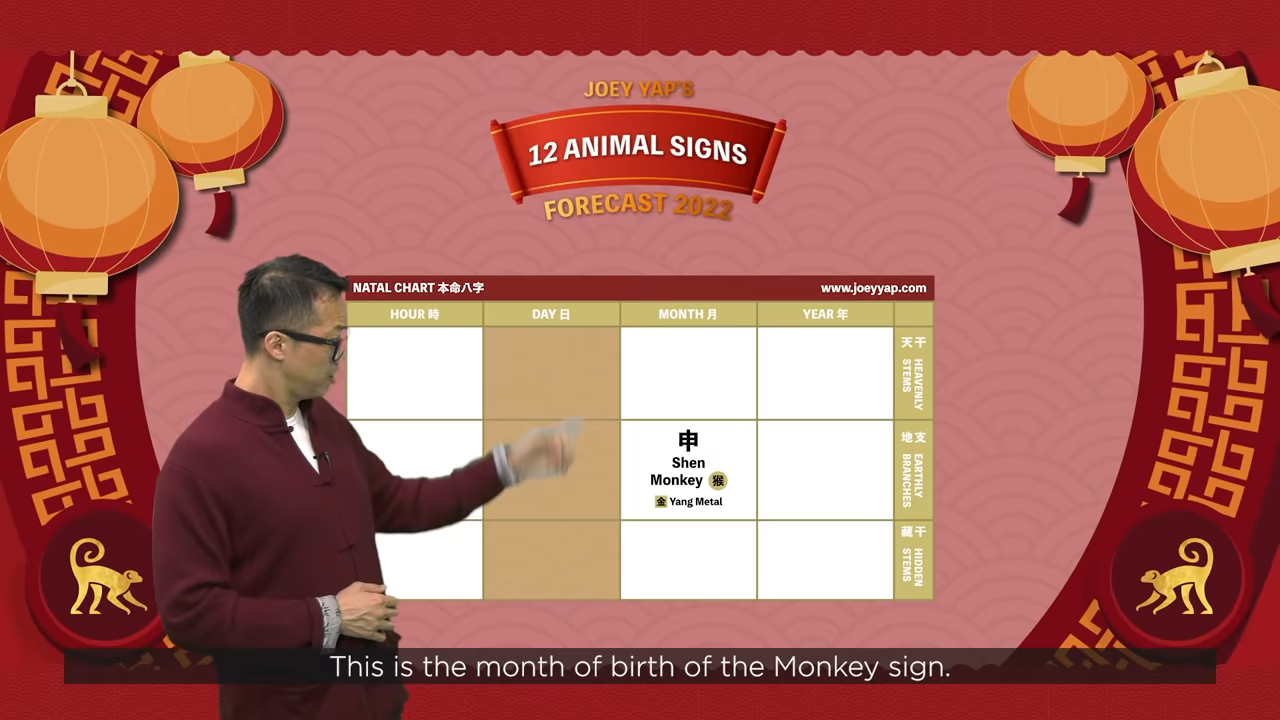 JOEY YAP'S
12 ANIMAL SIGNS
FORECAST 2022
NATAL CHART 本命八字
www.joeyyap.com
HOUR 時
DAY 日
MONTH 月
YEAR 年
天干
HEAVENLY
STEMS
申
Shen
Monkey 猴
金 Yang Metal
地支
EARTHLY
BRANCHES
藏干
HIDDEN
STEMS
This is the month of birth of the Monkey sign.